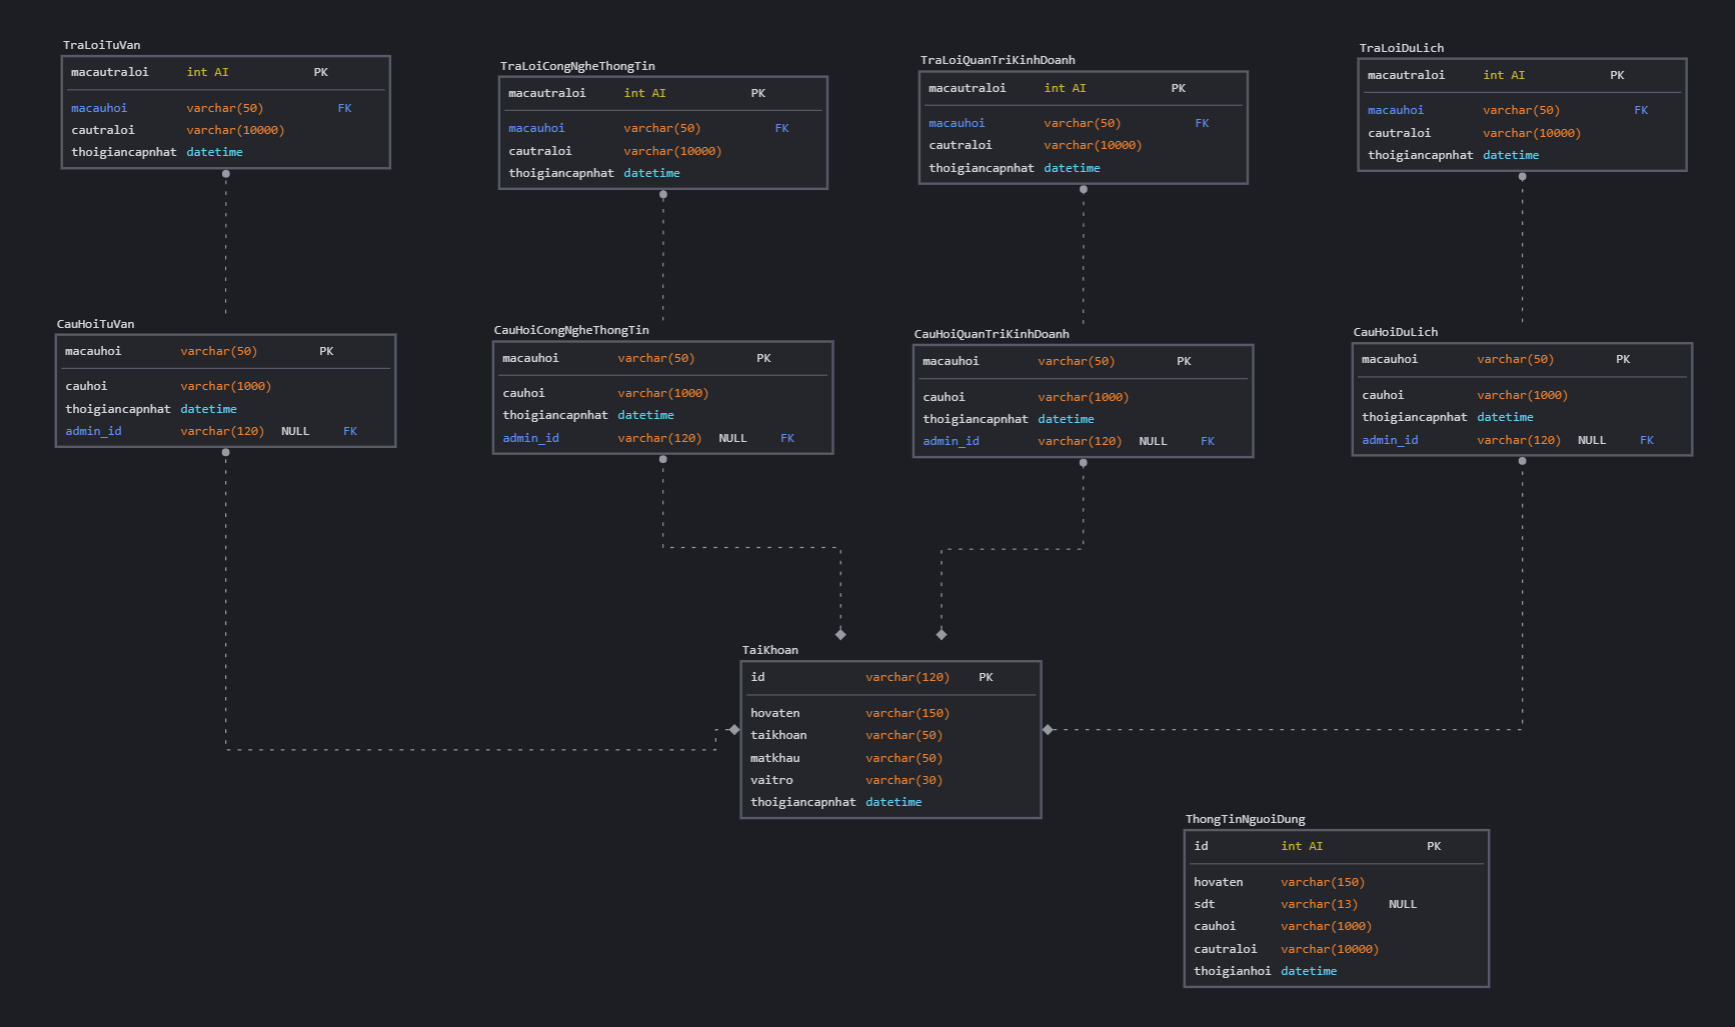 TraLoiTuVan
macautraloi int AI PK
macauhoi varchar(50) FK
cautraloi varchar(10000)
thoigiancapnhat datetime
TraLoiCongNgheThongTin
macautraloi int AI PK
macauhoi varchar(50) FK
cautraloi varchar(10000)
thoigiancapnhat datetime
TraLoiQuanTriKinhDoanh
macautraloi int AI PK
macauhoi varchar(50) FK
cautraloi varchar(10000)
thoigiancapnhat datetime
TraLoiDuLich
macautraloi int AI PK
macauhoi varchar(50) FK
cautraloi varchar(10000)
thoigiancapnhat datetime
CauHoiTuVan
macauhoi varchar(50) PK
cauhoi varchar(1000)
thoigiancapnhat datetime
admin_id varchar(120) NULL FK
CauHoiCongNgheThongTin
macauhoi varchar(50) PK
cauhoi varchar(1000)
thoigiancapnhat datetime
admin_id varchar(120) NULL FK
CauHoiQuanTriKinhDoanh
macauhoi varchar(50) PK
cauhoi varchar(1000)
thoigiancapnhat datetime
admin_id varchar(120) NULL FK
CauHoiDuLich
macauhoi varchar(50) PK
cauhoi varchar(1000)
thoigiancapnhat datetime
admin_id varchar(120) NULL FK
TaiKhoan
id varchar(120) PK
hovaten varchar(150)
taikhoan varchar(50)
matkhau varchar(50)
vaitro varchar(30)
thoigiancapnhat datetime
ThongTinNguoiDung
id int AI PK
hovaten varchar(150)
sdt varchar(13) NULL
cauhoi varchar(1000)
cautraloi varchar(10000)
thoigianhoi datetime